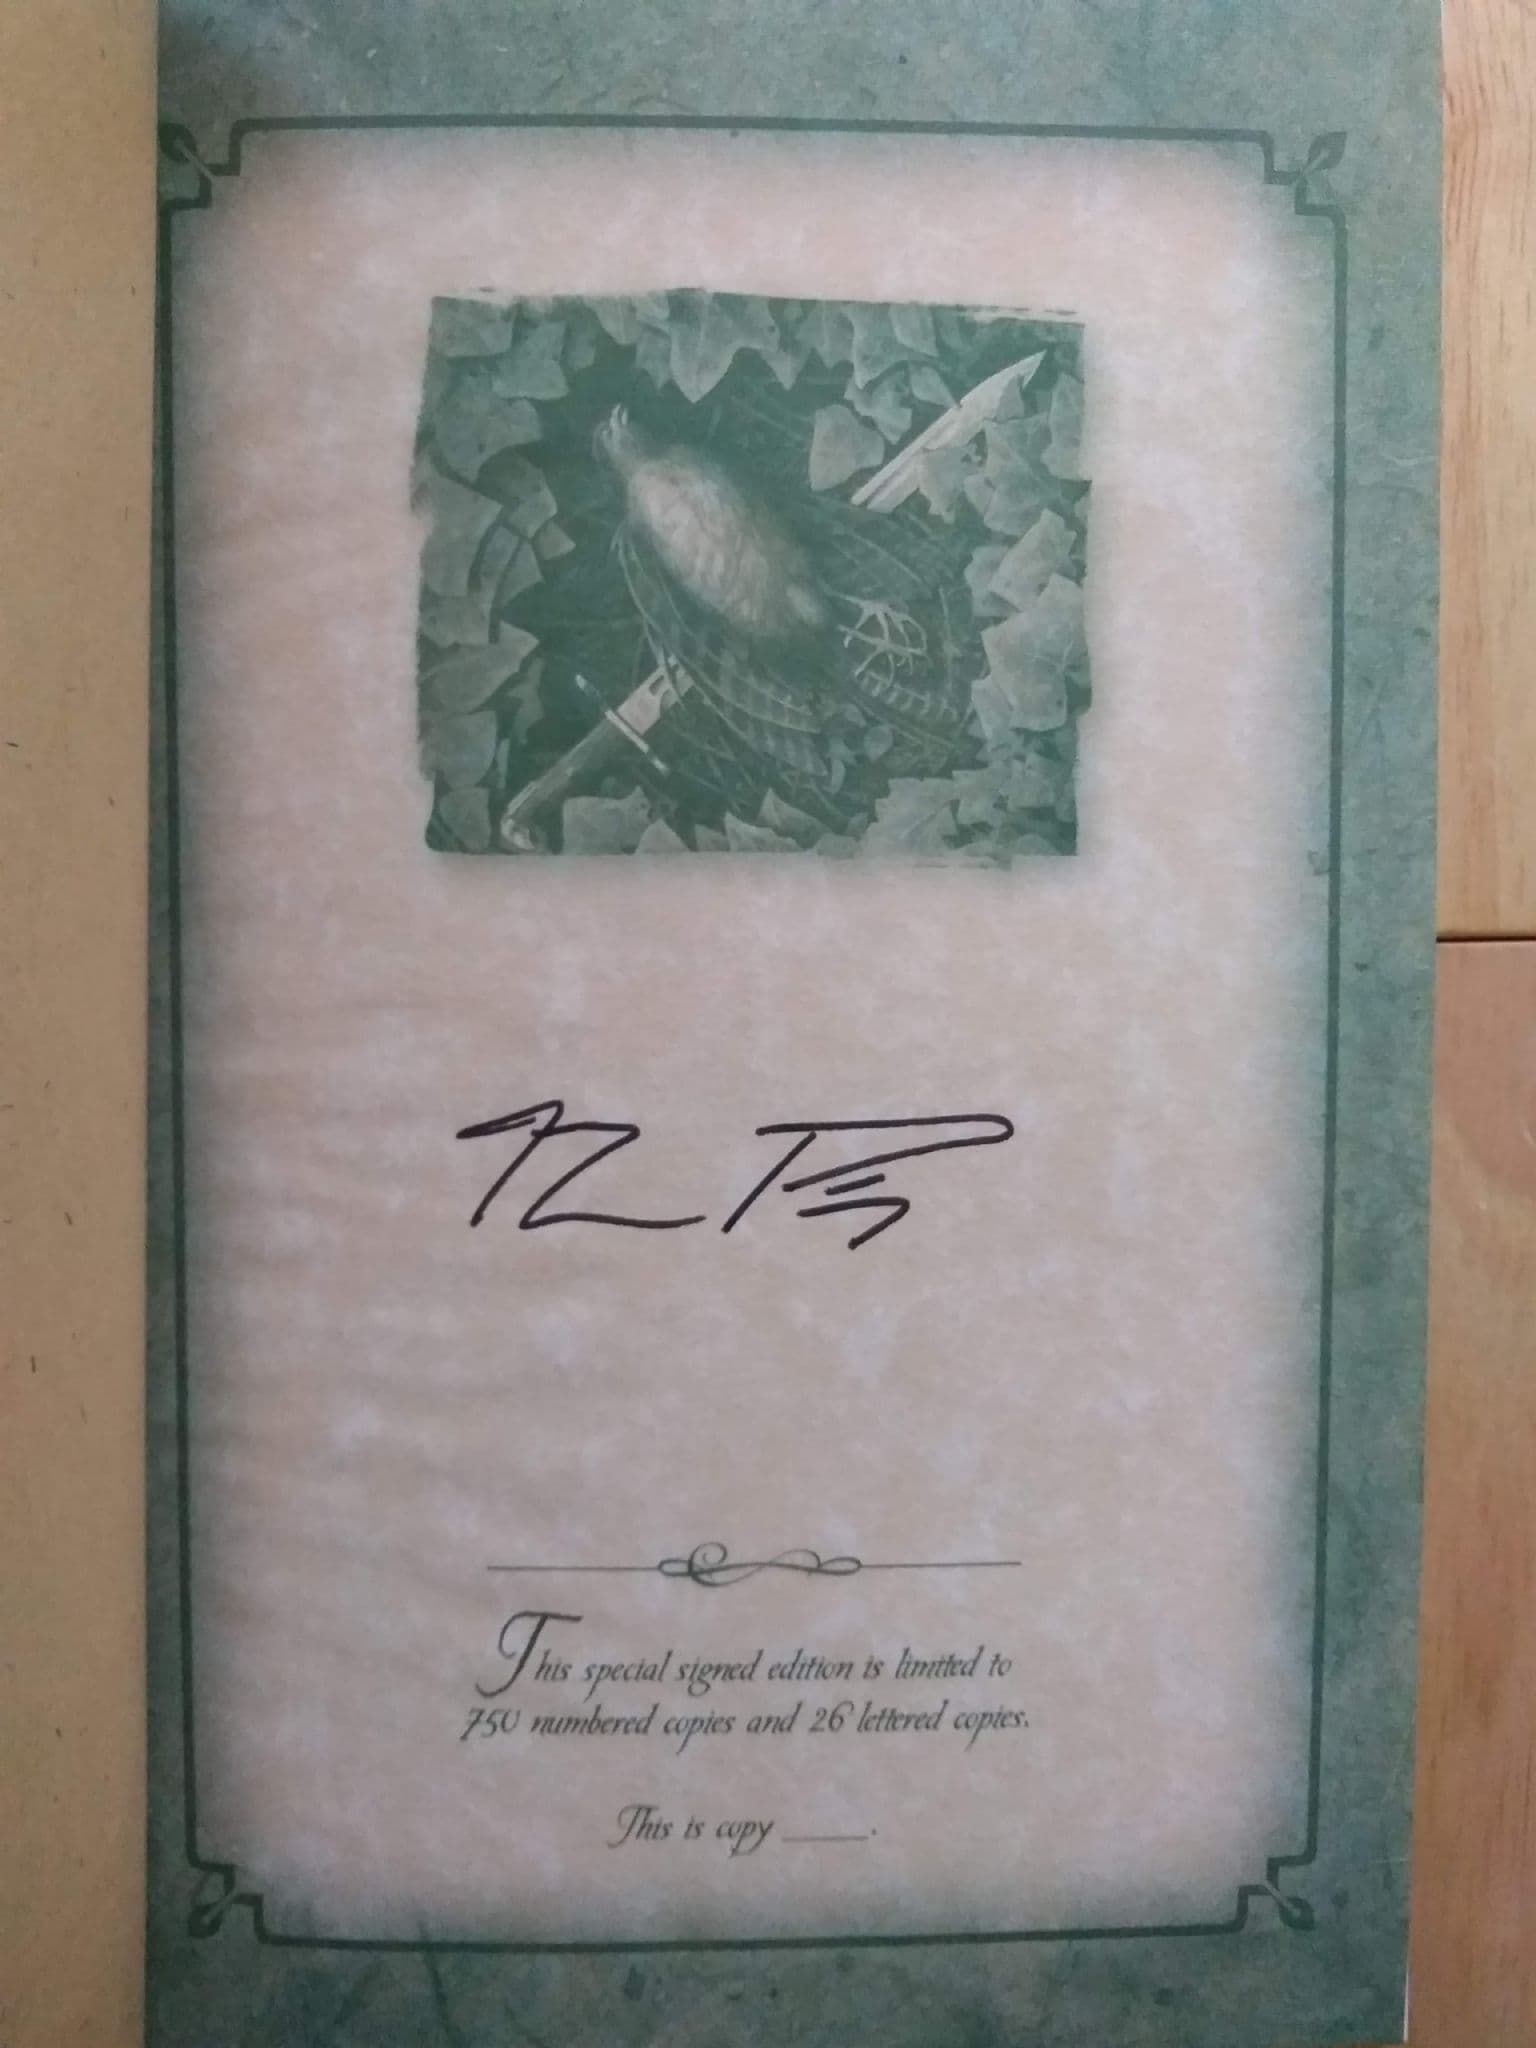 This special signed edition is limited to
750 numbered copies and 26 lettered copies.
This is copy ____.